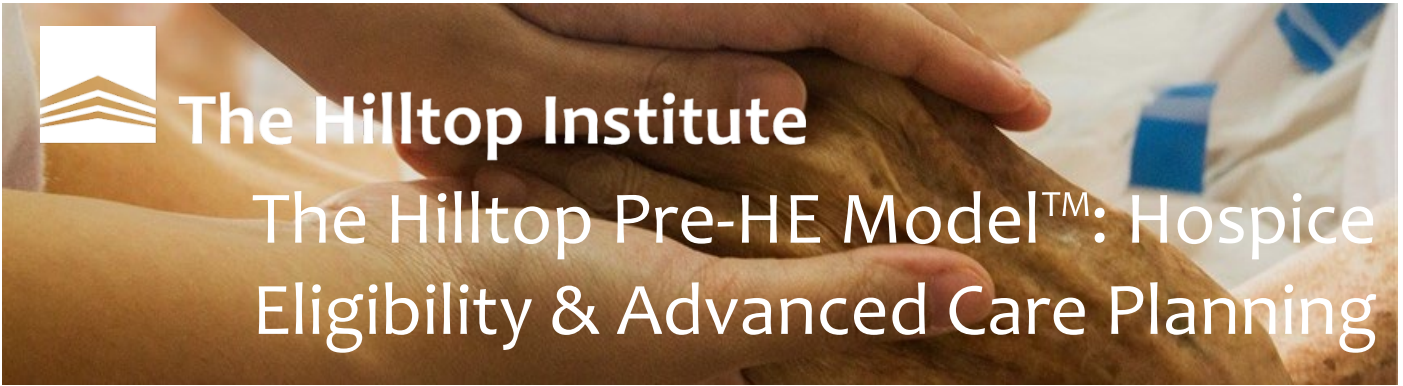 The Hilltop Institute
The Hilltop Pre-HE Model™: Hospice
Eligibility & Advanced Care Planning